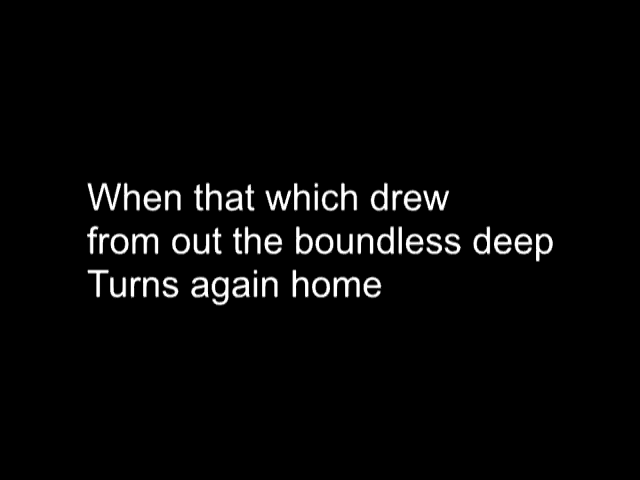 When that which drew
from out the boundless deep
Turns again home